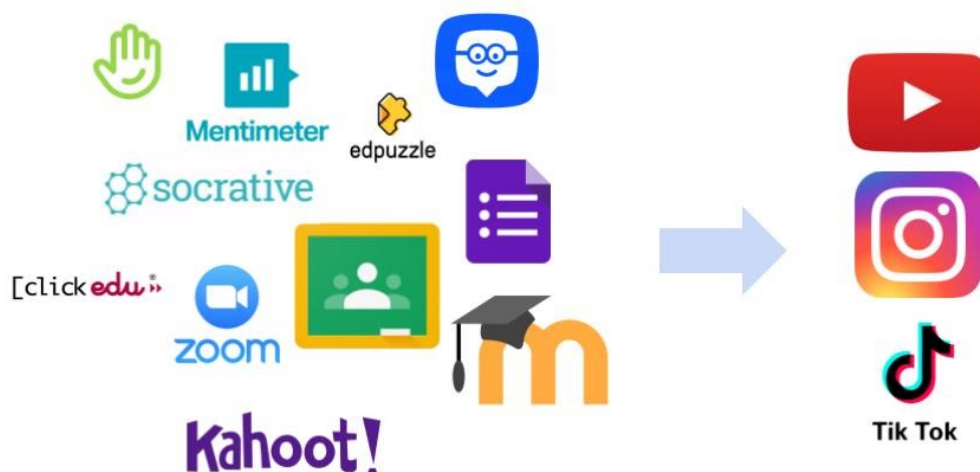 Mentimeter
edpuzzle
socrative
[clickedu®
zoom
m
Kahoot!
Tik Tok